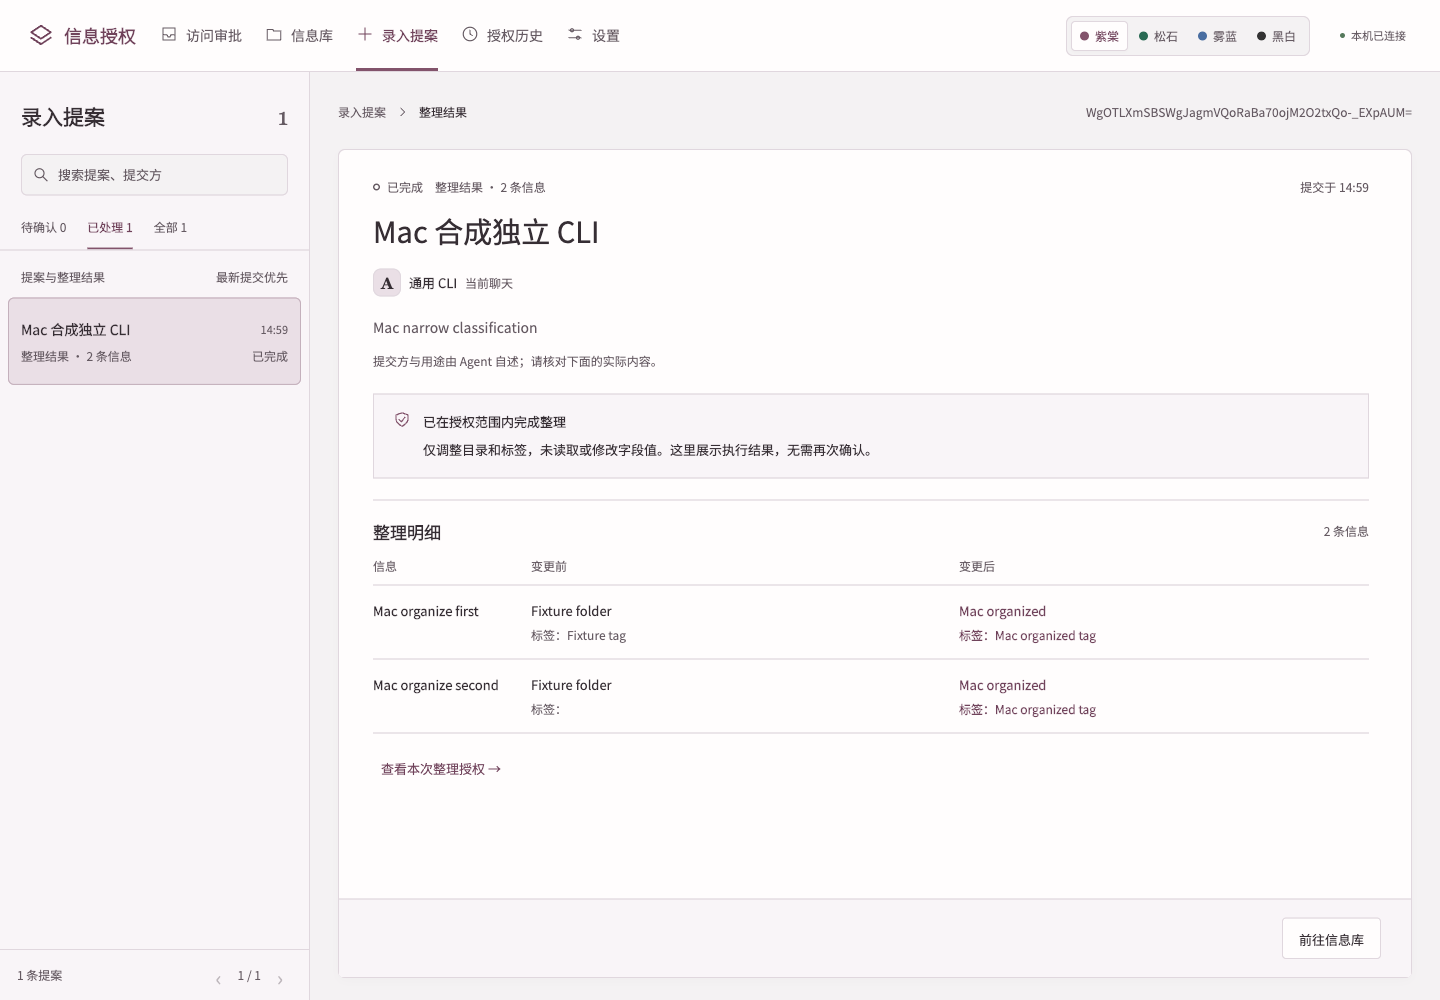 信息授权
访问审批
信息库
录入提案
授权历史
设置
紫棠
松石
雾蓝
黑白
本机已连接
录入提案
1
搜索提案、提交方
待确认 0
已处理 1
全部 1
提案与整理结果
最新提交优先
Mac 合成独立 CLI
14:59
整理结果 · 2 条信息
已完成
1 条提案
‹
1 / 1
›
录入提案
整理结果
WgOTLXmSBSWgJagmVQoRaBa70ojM2O2txQo-_EXpAUM=
已完成 整理结果 · 2 条信息
提交于 14:59
Mac 合成独立 CLI
A 通用 CLI 当前聊天
Mac narrow classification
提交方与用途由 Agent 自述；请核对下面的实际内容。
已在授权范围内完成整理
仅调整目录和标签，未读取或修改字段值。这里展示执行结果，无需再次确认。
整理明细
2 条信息
信息
变更前
变更后
Mac organize first
Fixture folder
标签：Fixture tag
Mac organized
标签：Mac organized tag
Mac organize second
Fixture folder
标签：
Mac organized
标签：Mac organized tag
查看本次整理授权 →
前往信息库